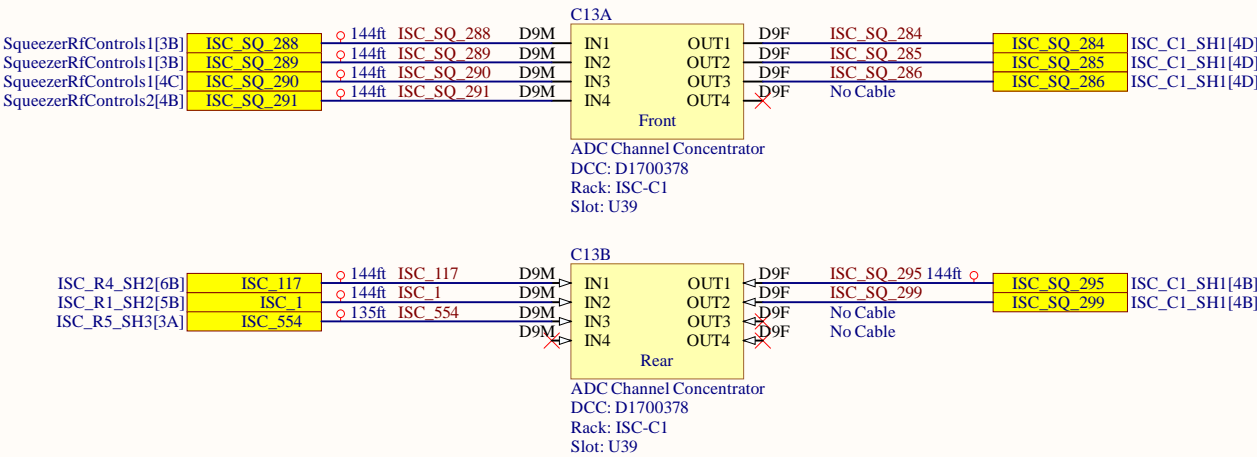 C13A
SqueezerRfControls1[3B] ISC_SQ_288 144ft ISC_SQ_288 D9M IN1 OUT1 D9F ISC_SQ_284 ISC_SQ_284 ISC_C1_SH1[4D]
SqueezerRfControls1[3B] ISC_SQ_289 144ft ISC_SQ_289 D9M IN2 OUT2 D9F ISC_SQ_285 ISC_SQ_285 ISC_C1_SH1[4D]
SqueezerRfControls1[4C] ISC_SQ_290 144ft ISC_SQ_290 D9M IN3 OUT3 D9F ISC_SQ_286 ISC_SQ_286 ISC_C1_SH1[4D]
SqueezerRfControls2[4B] ISC_SQ_291 144ft ISC_SQ_291 D9M IN4 OUT4 D9F No Cable
Front
ADC Channel Concentrator
DCC: D1700378
Rack: ISC-C1
Slot: U39
C13B
ISC_R4_SH2[6B] ISC_117 144ft ISC_117 D9M IN1 OUT1 D9F ISC_SQ_295 144ft ISC_SQ_295 ISC_C1_SH1[4B]
ISC_R1_SH2[5B] ISC_1 144ft ISC_1 D9M IN2 OUT2 D9F ISC_SQ_299 ISC_SQ_299 ISC_C1_SH1[4B]
ISC_R5_SH3[3A] ISC_554 135ft ISC_554 D9M IN3 OUT3 D9F No Cable
D9M IN4 OUT4 D9F No Cable
Rear
ADC Channel Concentrator
DCC: D1700378
Rack: ISC-C1
Slot: U39